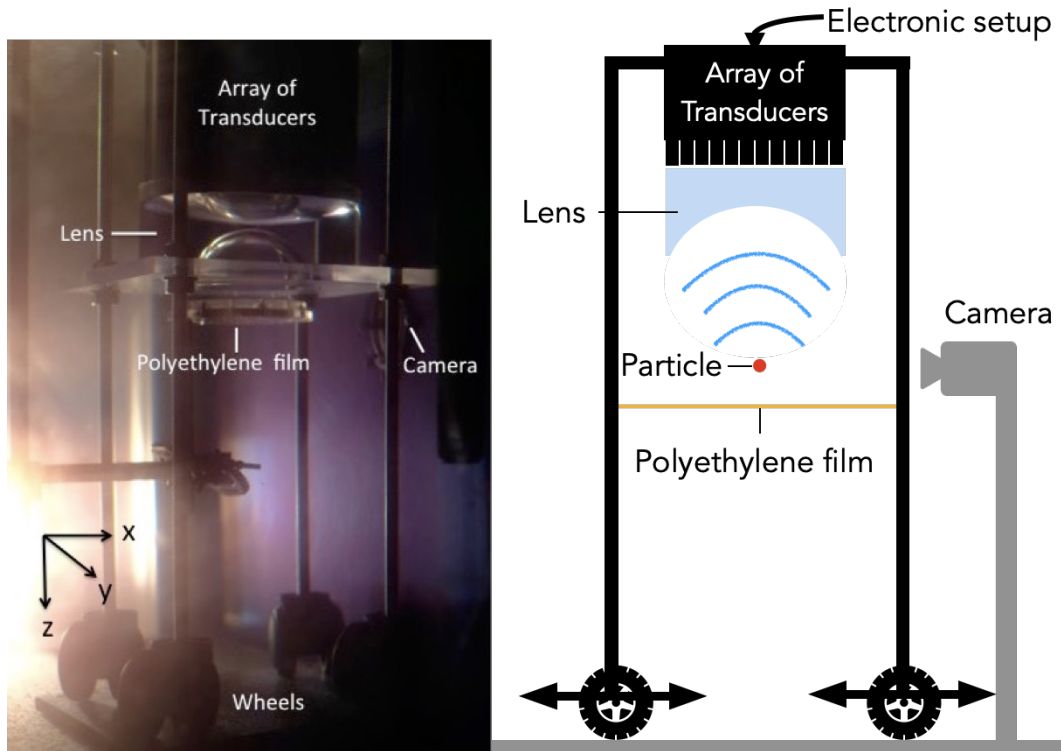 Array of
Transducers
Lens
Polyethylene film
Camera
x
y
z
Wheels
Electronic setup
Array of
Transducers
Lens
Camera
Particle
Polyethylene film